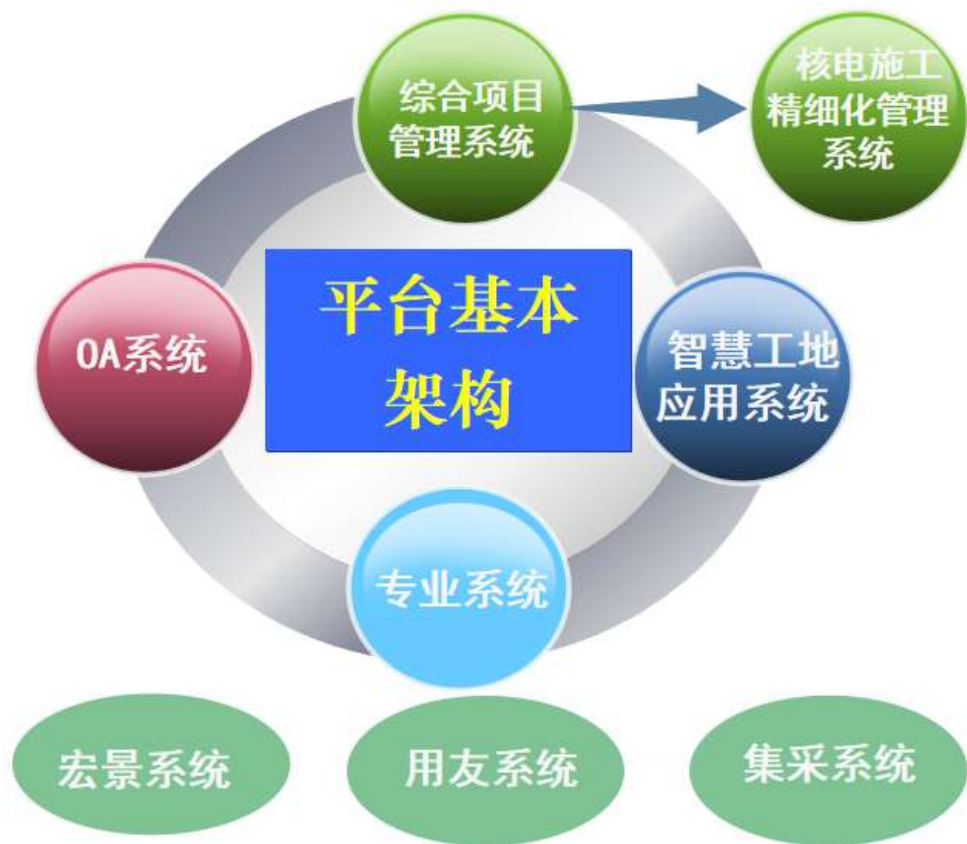 综合项目
管理系统
核电施工
精细化管理
系统
平台基本
架构
OA系统
智慧工地
应用系统
专业系统
宏景系统
用友系统
集采系统